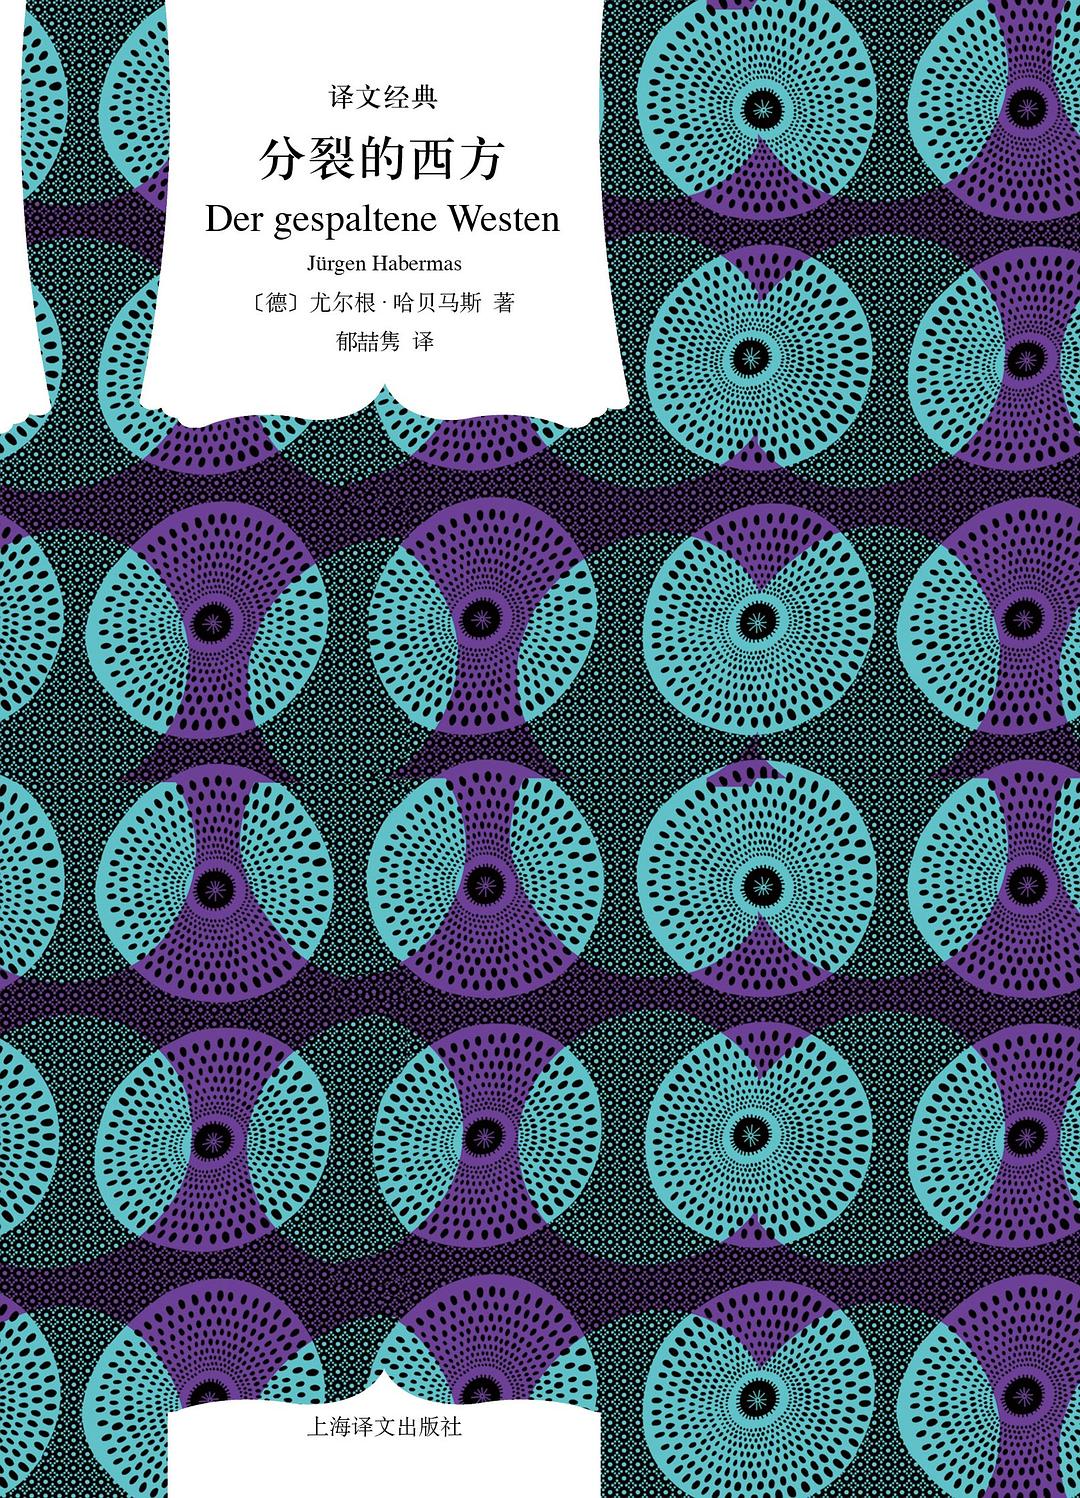 译文经典
分裂的西方
Der gespaltene Westen
Jürgen Habermas
〔德〕尤尔根·哈贝马斯 著
郁喆隽 译
上海译文出版社